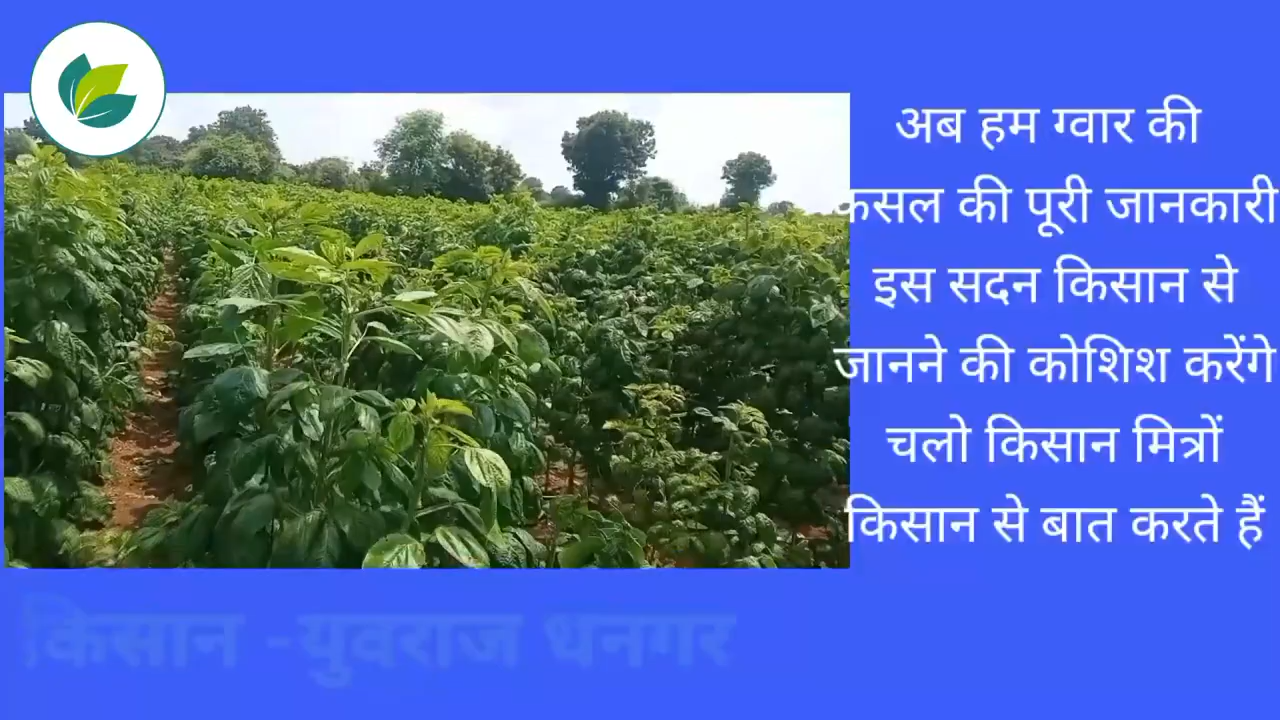 अब हम ग्वार की
फसल की पूरी जानकारी
इस सदन किसान से
जानने की कोशिश करेंगे
चलो किसान मित्रों
किसान से बात करते हैं
किसान -युवराज धनगर